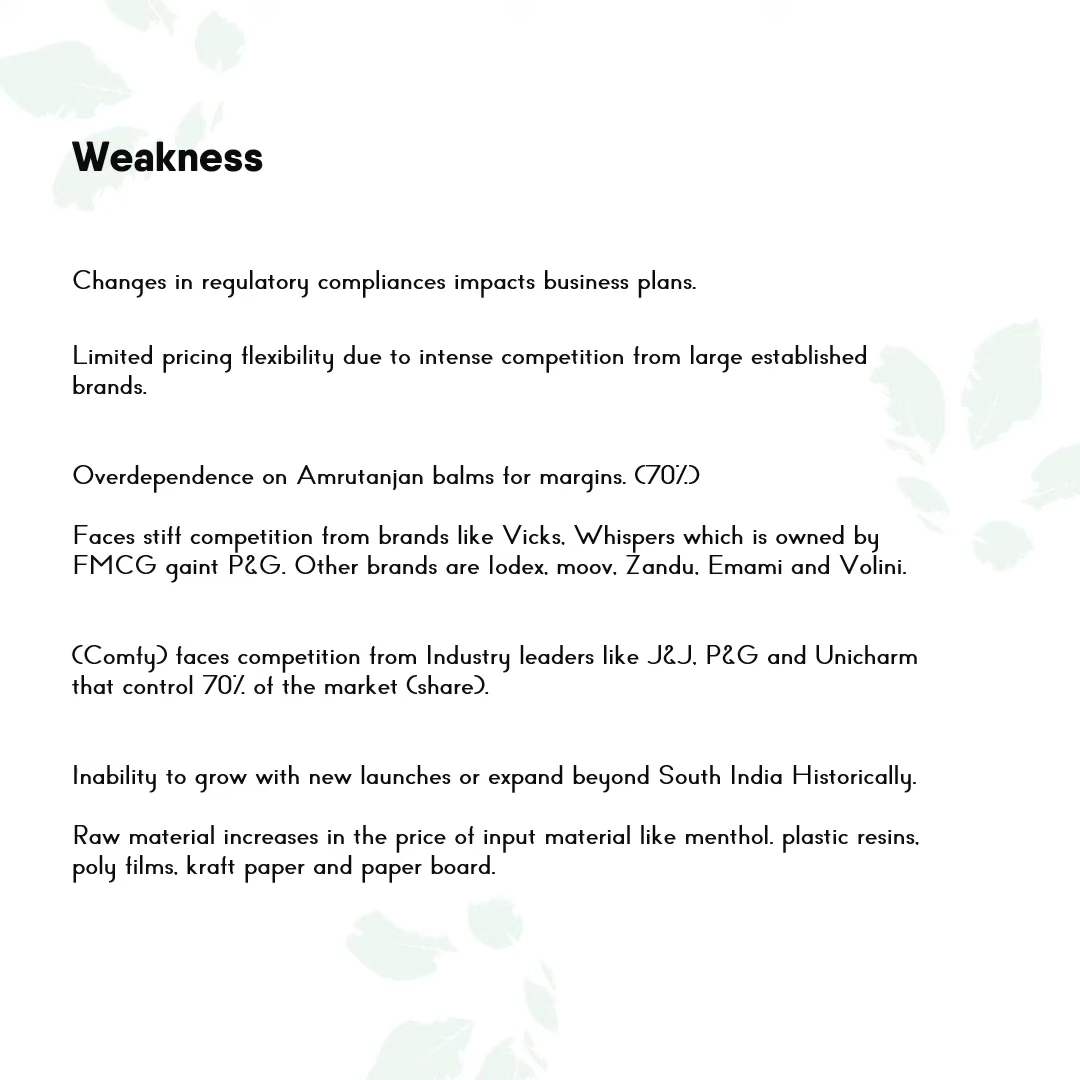 Weakness
Changes in regulatory compliances impacts business plans.
Limited pricing flexibility due to intense competition from large established
brands.
Overdependence on Amrutanjan balms for margins. (70%)
Faces stiff competition from brands like Vicks, Whispers which is owned by
FMCG gaint P&G. Other brands are Iodex, moov, Zandu, Emami and Volini.
(Comfy) faces competition from Industry leaders like J&J, P&G and Unicharm
that control 70% of the market (share).
Inability to grow with new launches or expand beyond South India Historically.
Raw material increases in the price of input material like menthol, plastic resins,
poly films, kraft paper and paper board.